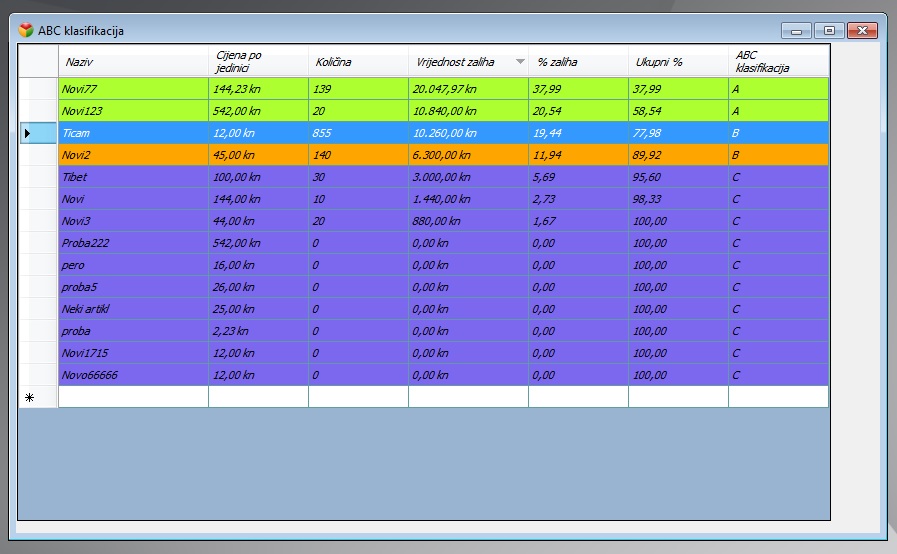 ABC klasifikacija
Naziv Cijena po jedinici Količina Vrijednost zaliha % zaliha Ukupni % ABC klasifikacija
Novi77 144,23 kn 139 20.047,97 kn 37,99 37,99 A
Novi123 542,00 kn 20 10.840,00 kn 20,54 58,54 A
Ticam 12,00 kn 855 10.260,00 kn 19,44 77,98 B
Novi2 45,00 kn 140 6.300,00 kn 11,94 89,92 B
Tibet 100,00 kn 30 3.000,00 kn 5,69 95,60 C
Novi 144,00 kn 10 1.440,00 kn 2,73 98,33 C
Novi3 44,00 kn 20 880,00 kn 1,67 100,00 C
Proba222 542,00 kn 0 0,00 kn 0,00 100,00 C
pero 16,00 kn 0 0,00 kn 0,00 100,00 C
proba5 26,00 kn 0 0,00 kn 0,00 100,00 C
Neki artikl 25,00 kn 0 0,00 kn 0,00 100,00 C
proba 2,23 kn 0 0,00 kn 0,00 100,00 C
Novi1715 12,00 kn 0 0,00 kn 0,00 100,00 C
Novo66666 12,00 kn 0 0,00 kn 0,00 100,00 C